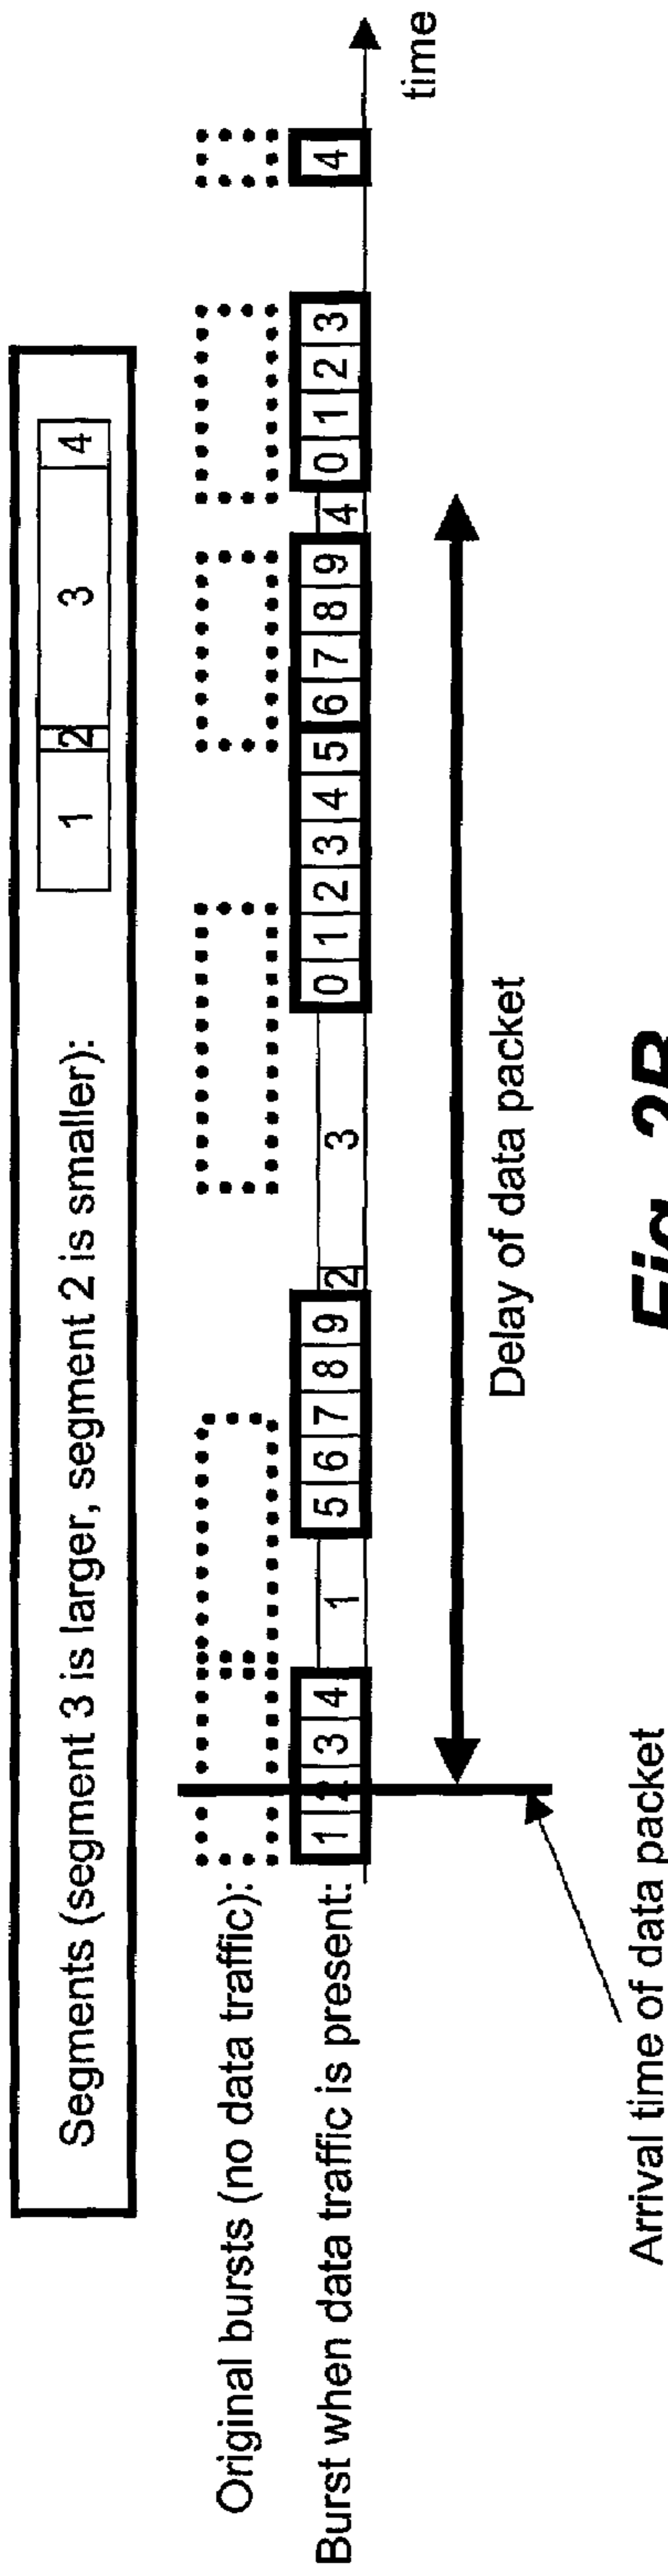 Segments (segment 3 is larger, segment 2 is smaller): 1 2 3 4
Original bursts (no data traffic):
Burst when data traffic is present: 1 2 3 4 1 5 6 7 8 9 2 3 0 1 2 3 4 5 6 7 8 9 4 0 1 2 3 4
time
Delay of data packet
Arrival time of data packet
Fig. 2B